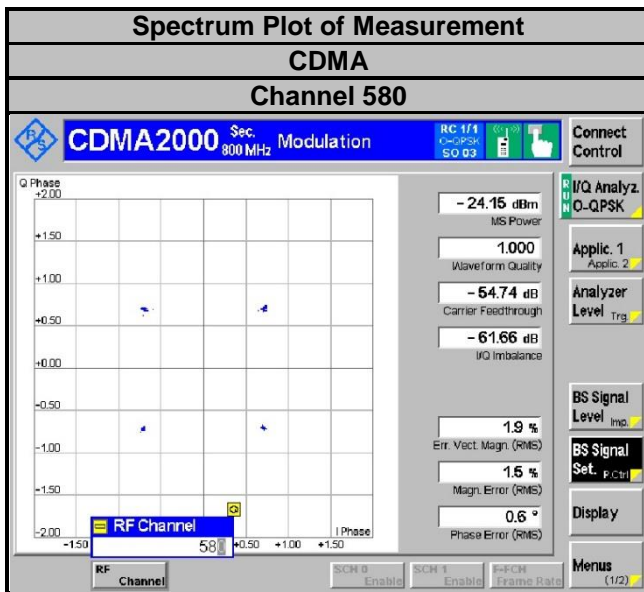 Spectrum Plot of Measurement
CDMA
Channel 580
R&S
CDMA2000 Sec. 800 MHz Modulation
RC 1/1
O-QPSK
SO 03
Connect Control
Q Phase
+2.00
+1.50
+1.00
+0.50
+0.00
-0.50
-1.00
-1.50
-2.00
-1.50
+0.50
+1.00
+1.50
I Phase
RF Channel
58
-24.15 dBm
MS Power
1.000
Waveform Quality
-54.74 dB
Carrier Feedthrough
-61.66 dB
I/Q Imbalance
1.9 %
Err. Vect. Magn. (RMS)
1.5 %
Magn. Error (RMS)
0.6 °
Phase Error (RMS)
RUN
I/Q Analyz.
O-QPSK
Applic. 1
Applic. 2
Analyzer
Level Trg.
BS Signal
Level Imp.
BS Signal
Set. P.Ctrl
Display
Menus
(1/2)
RF
Channel
SCH 0
Enable
SCH 1
Enable
F-FCH
Frame Rate